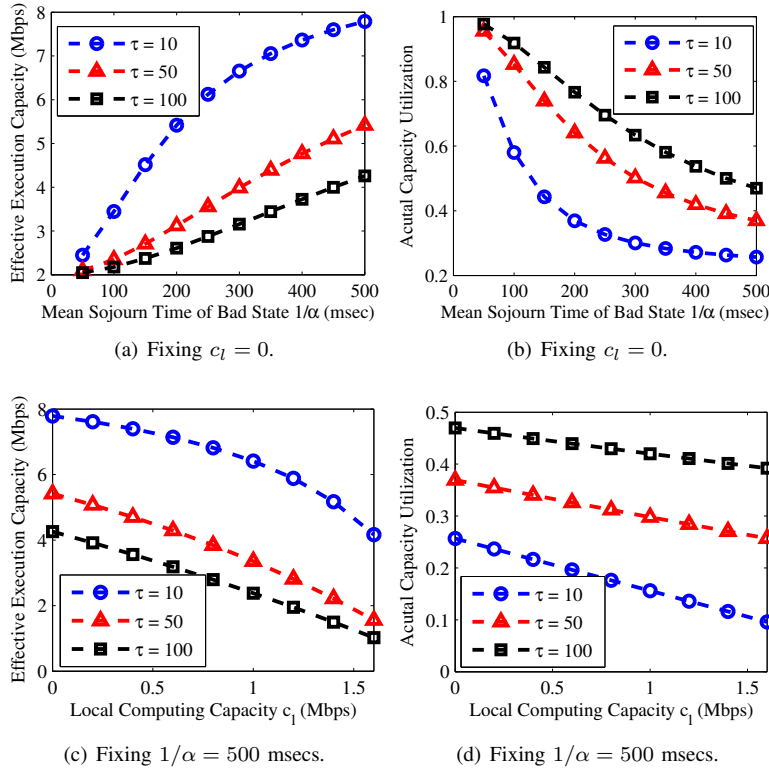 Effective Execution Capacity (Mbps)
8
7
6
5
4
3
2
τ = 10
τ = 50
τ = 100
0 100 200 300 400 500
Mean Sojourn Time of Bad State 1/α (msec)
(a) Fixing c_l = 0.
Acutal Capacity Utilization
1
0.8
0.6
0.4
0.2
τ = 10
τ = 50
τ = 100
0 100 200 300 400 500
Mean Sojourn Time of Bad State 1/α (msec)
(b) Fixing c_l = 0.
Effective Execution Capacity (Mbps)
8
6
4
2
0
τ = 10
τ = 50
τ = 100
0 0.5 1 1.5
Local Computing Capacity c_l (Mbps)
(c) Fixing 1/α = 500 msecs.
Acutal Capacity Utilization
0.5
0.4
0.3
0.2
0.1
0
τ = 10
τ = 50
τ = 100
0 0.5 1 1.5
Local Computing Capacity c_l (Mbps)
(d) Fixing 1/α = 500 msecs.